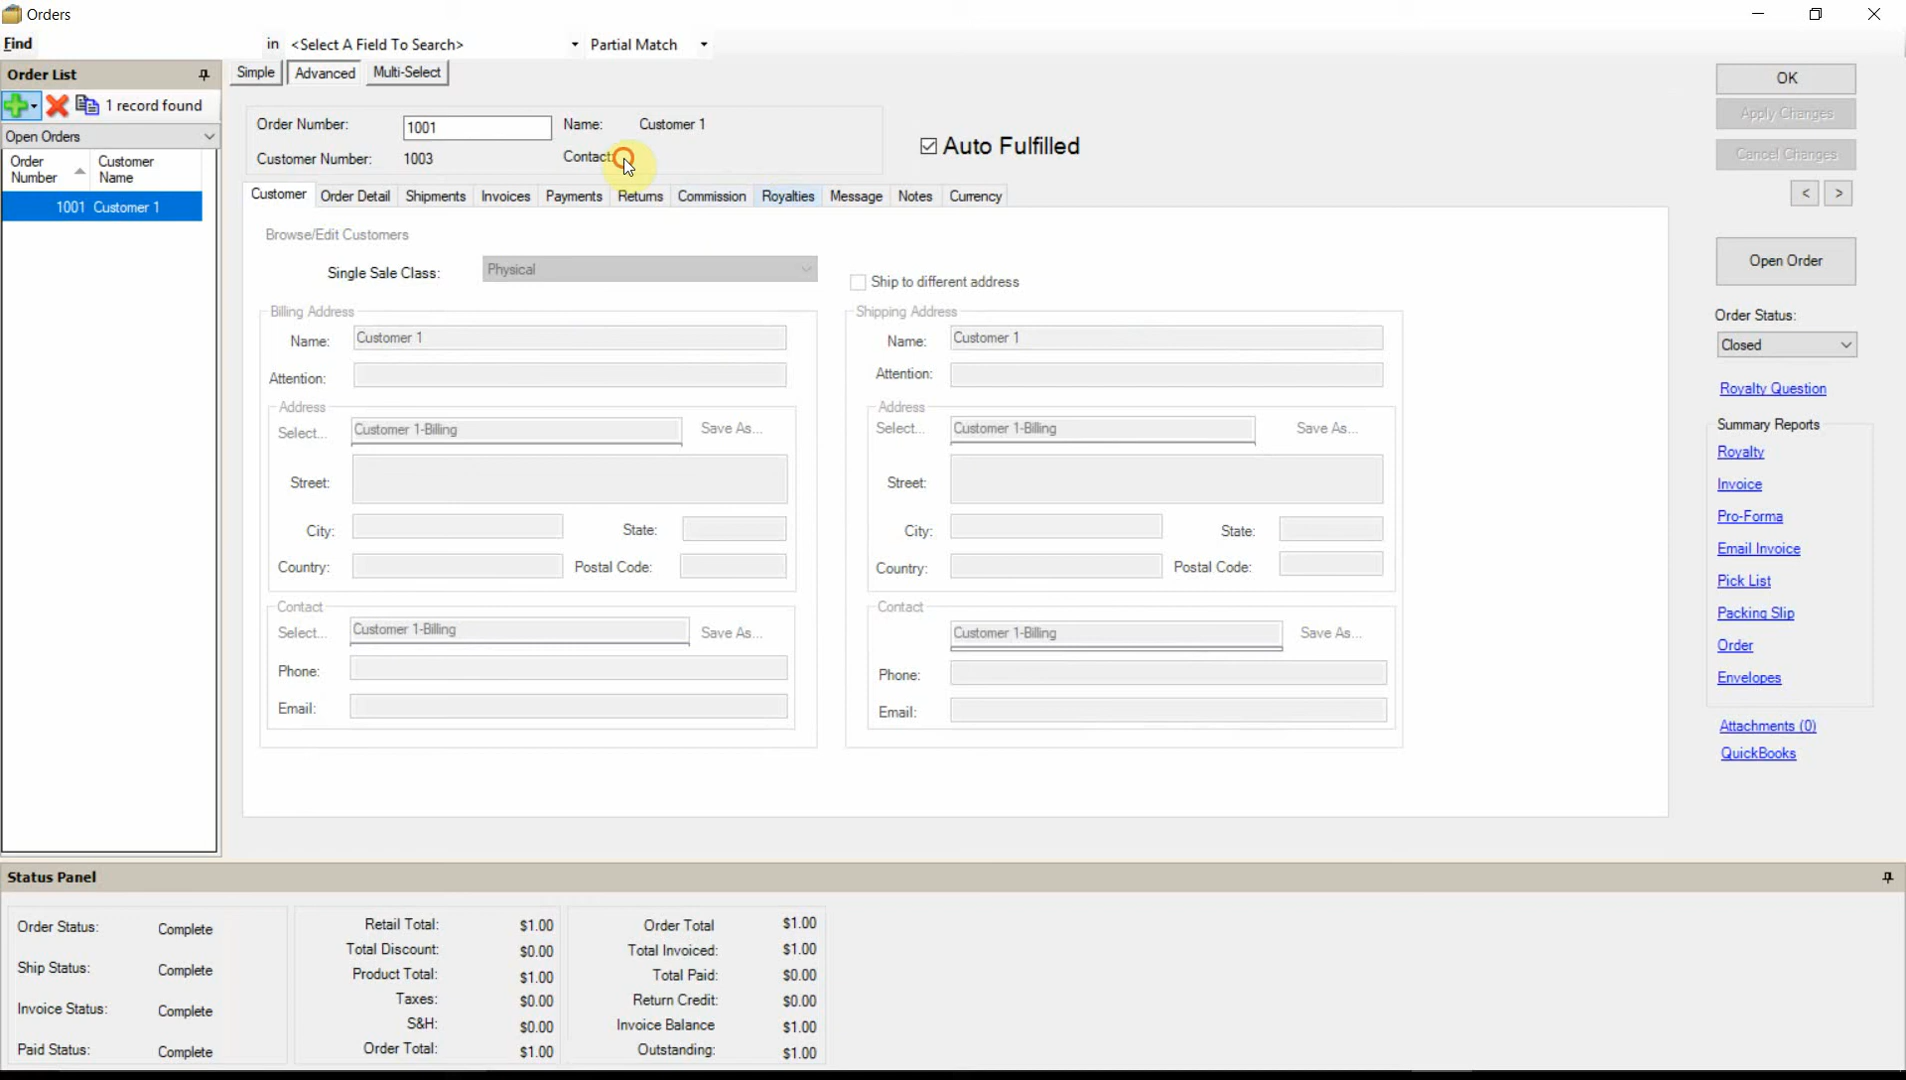 Orders
Find in <Select A Field To Search> Partial Match
Order List
Simple Advanced Multi-Select
1 record found
Open Orders
Order Number Customer Name
1001 Customer 1
Order Number: 1001 Name: Customer 1
Customer Number: 1003 Contact:
Auto Fulfilled
Customer Order Detail Shipments Invoices Payments Returns Commission Royalties Message Notes Currency
Browse/Edit Customers
Single Sale Class: Physical
Ship to different address
Billing Address
Name: Customer 1
Attention:
Address
Select... Customer 1-Billing Save As...
Street:
City: State:
Country: Postal Code:
Contact
Select... Customer 1-Billing Save As...
Phone:
Email:
Shipping Address
Name: Customer 1
Attention:
Address
Select... Customer 1-Billing Save As...
Street:
City: State:
Country: Postal Code:
Contact
Customer 1-Billing Save As...
Phone:
Email:
OK
Apply Changes
Cancel Changes
< >
Open Order
Order Status:
Closed
Royalty Question
Summary Reports
Royalty
Invoice
Pro-Forma
Email Invoice
Pick List
Packing Slip
Order
Envelopes
Attachments (0)
QuickBooks
Status Panel
Order Status: Complete
Ship Status: Complete
Invoice Status: Complete
Paid Status: Complete
Retail Total: $1.00
Total Discount: $0.00
Product Total: $1.00
Taxes: $0.00
S&H: $0.00
Order Total: $1.00
Order Total $1.00
Total Invoiced: $1.00
Total Paid: $0.00
Return Credit: $0.00
Invoice Balance $1.00
Outstanding: $1.00